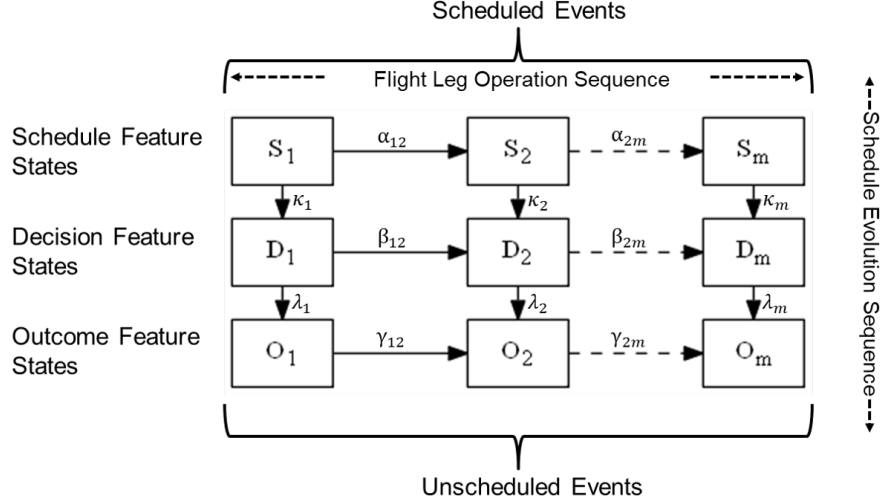 Scheduled Events
Flight Leg Operation Sequence
Schedule Feature
States
S₁
α₁₂
S₂
α₂ₘ
Sₘ
κ₁
κ₂
κₘ
Decision Feature
States
D₁
β₁₂
D₂
β₂ₘ
Dₘ
λ₁
λ₂
λₘ
Outcome Feature
States
O₁
γ₁₂
O₂
γ₂ₘ
Oₘ
Unscheduled Events
Schedule Evolution Sequence